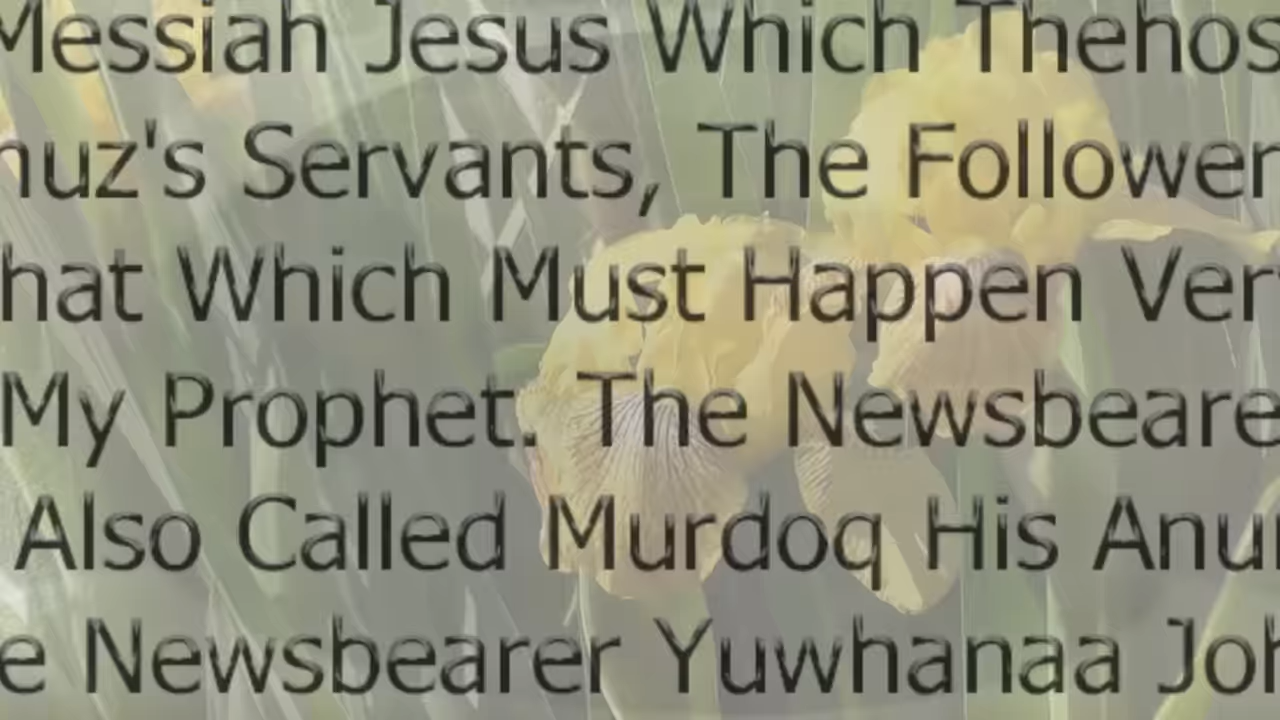 Messiah Jesus Which Thehos
nuz's Servants, The Follower
hat Which Must Happen Ver
My Prophet. The Newsbeare
Also Called Murdoq His Anu
e Newsbearer Yuwhanaa Joh